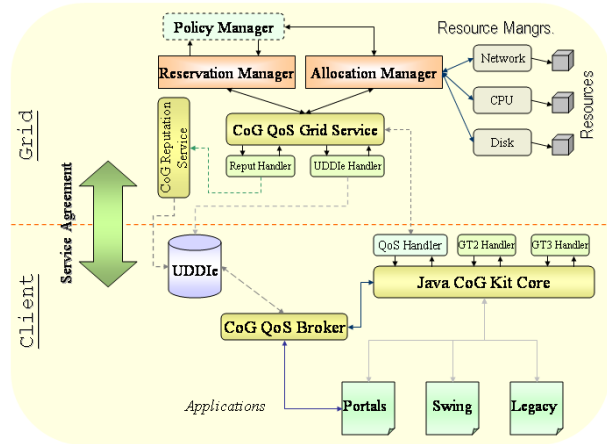 Policy Manager
Resource Mangrs.
Reservation Manager
Allocation Manager
Network
CPU
Disk
Resources
Grid
CoG Reputation
Service
CoG QoS Grid Service
Reput Handler
UDDIe Handler
Service Agreement
Client
UDDIe
QoS Handler
GT2 Handler
GT3 Handler
Java CoG Kit Core
CoG QoS Broker
Applications
Portals
Swing
Legacy